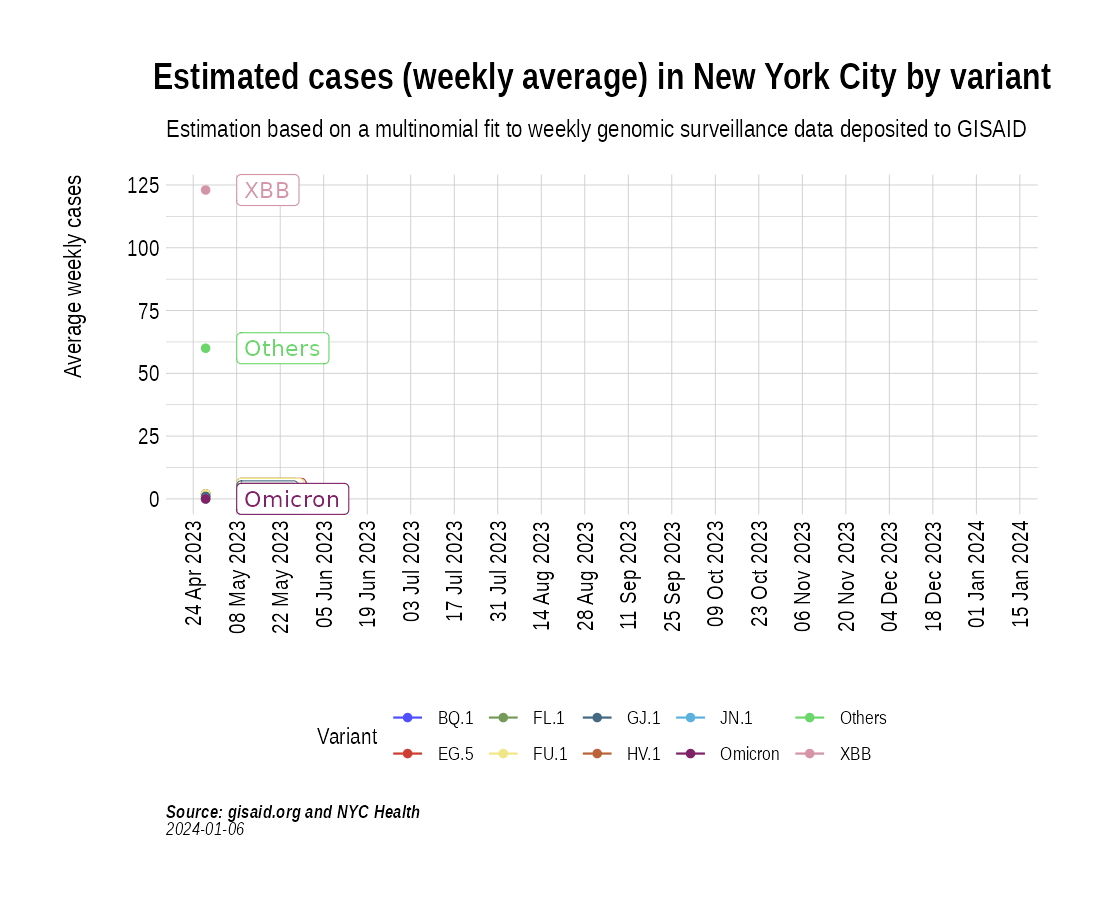 Estimated cases (weekly average) in New York City by variant
Estimation based on a multinomial fit to weekly genomic surveillance data deposited to GISAID
Average weekly cases
125
100
75
50
25
0
XBB
Others
Omicron
24 Apr 2023
08 May 2023
22 May 2023
05 Jun 2023
19 Jun 2023
03 Jul 2023
17 Jul 2023
31 Jul 2023
14 Aug 2023
28 Aug 2023
11 Sep 2023
25 Sep 2023
09 Oct 2023
23 Oct 2023
06 Nov 2023
20 Nov 2023
04 Dec 2023
18 Dec 2023
01 Jan 2024
15 Jan 2024
Variant
BQ.1 FL.1 GJ.1 JN.1 Others
EG.5 FU.1 HV.1 Omicron XBB
Source: gisaid.org and NYC Health
2024-01-06